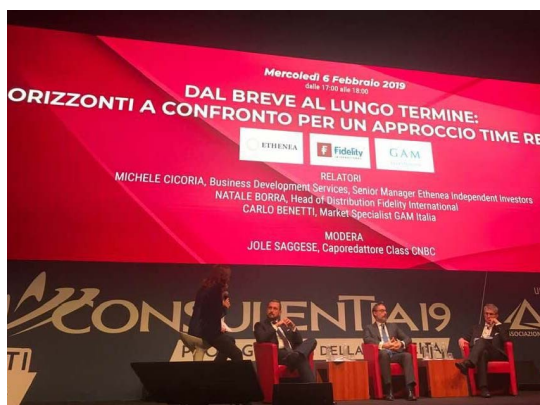 Mercoledì 6 Febbraio 2019
dalle 17:00 alle 18:00
DAL BREVE AL LUNGO TERMINE:
ORIZZONTI A CONFRONTO PER UN APPROCCIO TIME RE
ETHENEA
Fidelity
GAM
RELATORI
MICHELE CICORIA, Business Development Services, Senior Manager Ethenea Independent Investors
NATALE BORRA, Head of Distribution Fidelity International
CARLO BENETTI, Market Specialist GAM Italia
MODERA
JOLE SAGGESE, Caporedattore Class CNBC
CONSULENTIA19
DELLA
TI